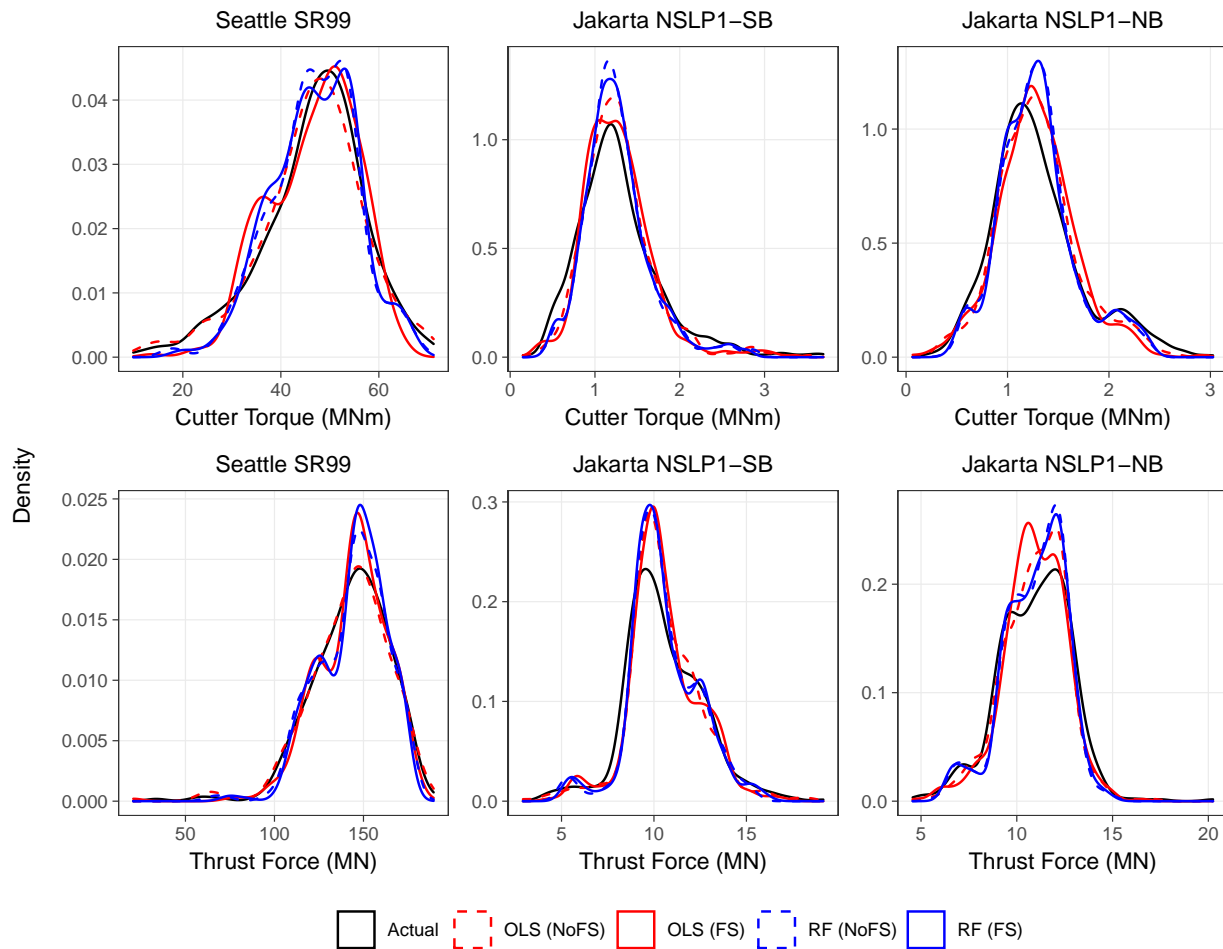 Seattle SR99 Jakarta NSLP1−SB Jakarta NSLP1−NB
0.04
0.03
0.02
0.01
0.00
1.0
0.5
0.0
1.0
0.5
0.0
20 40 60
0 1 2 3
0 1 2 3
Cutter Torque (MNm) Cutter Torque (MNm) Cutter Torque (MNm)
Density
Seattle SR99 Jakarta NSLP1−SB Jakarta NSLP1−NB
0.025
0.020
0.015
0.010
0.005
0.000
0.3
0.2
0.1
0.0
0.2
0.1
0.0
50 100 150
5 10 15
5 10 15 20
Thrust Force (MN) Thrust Force (MN) Thrust Force (MN)
Actual OLS (NoFS) OLS (FS) RF (NoFS) RF (FS)